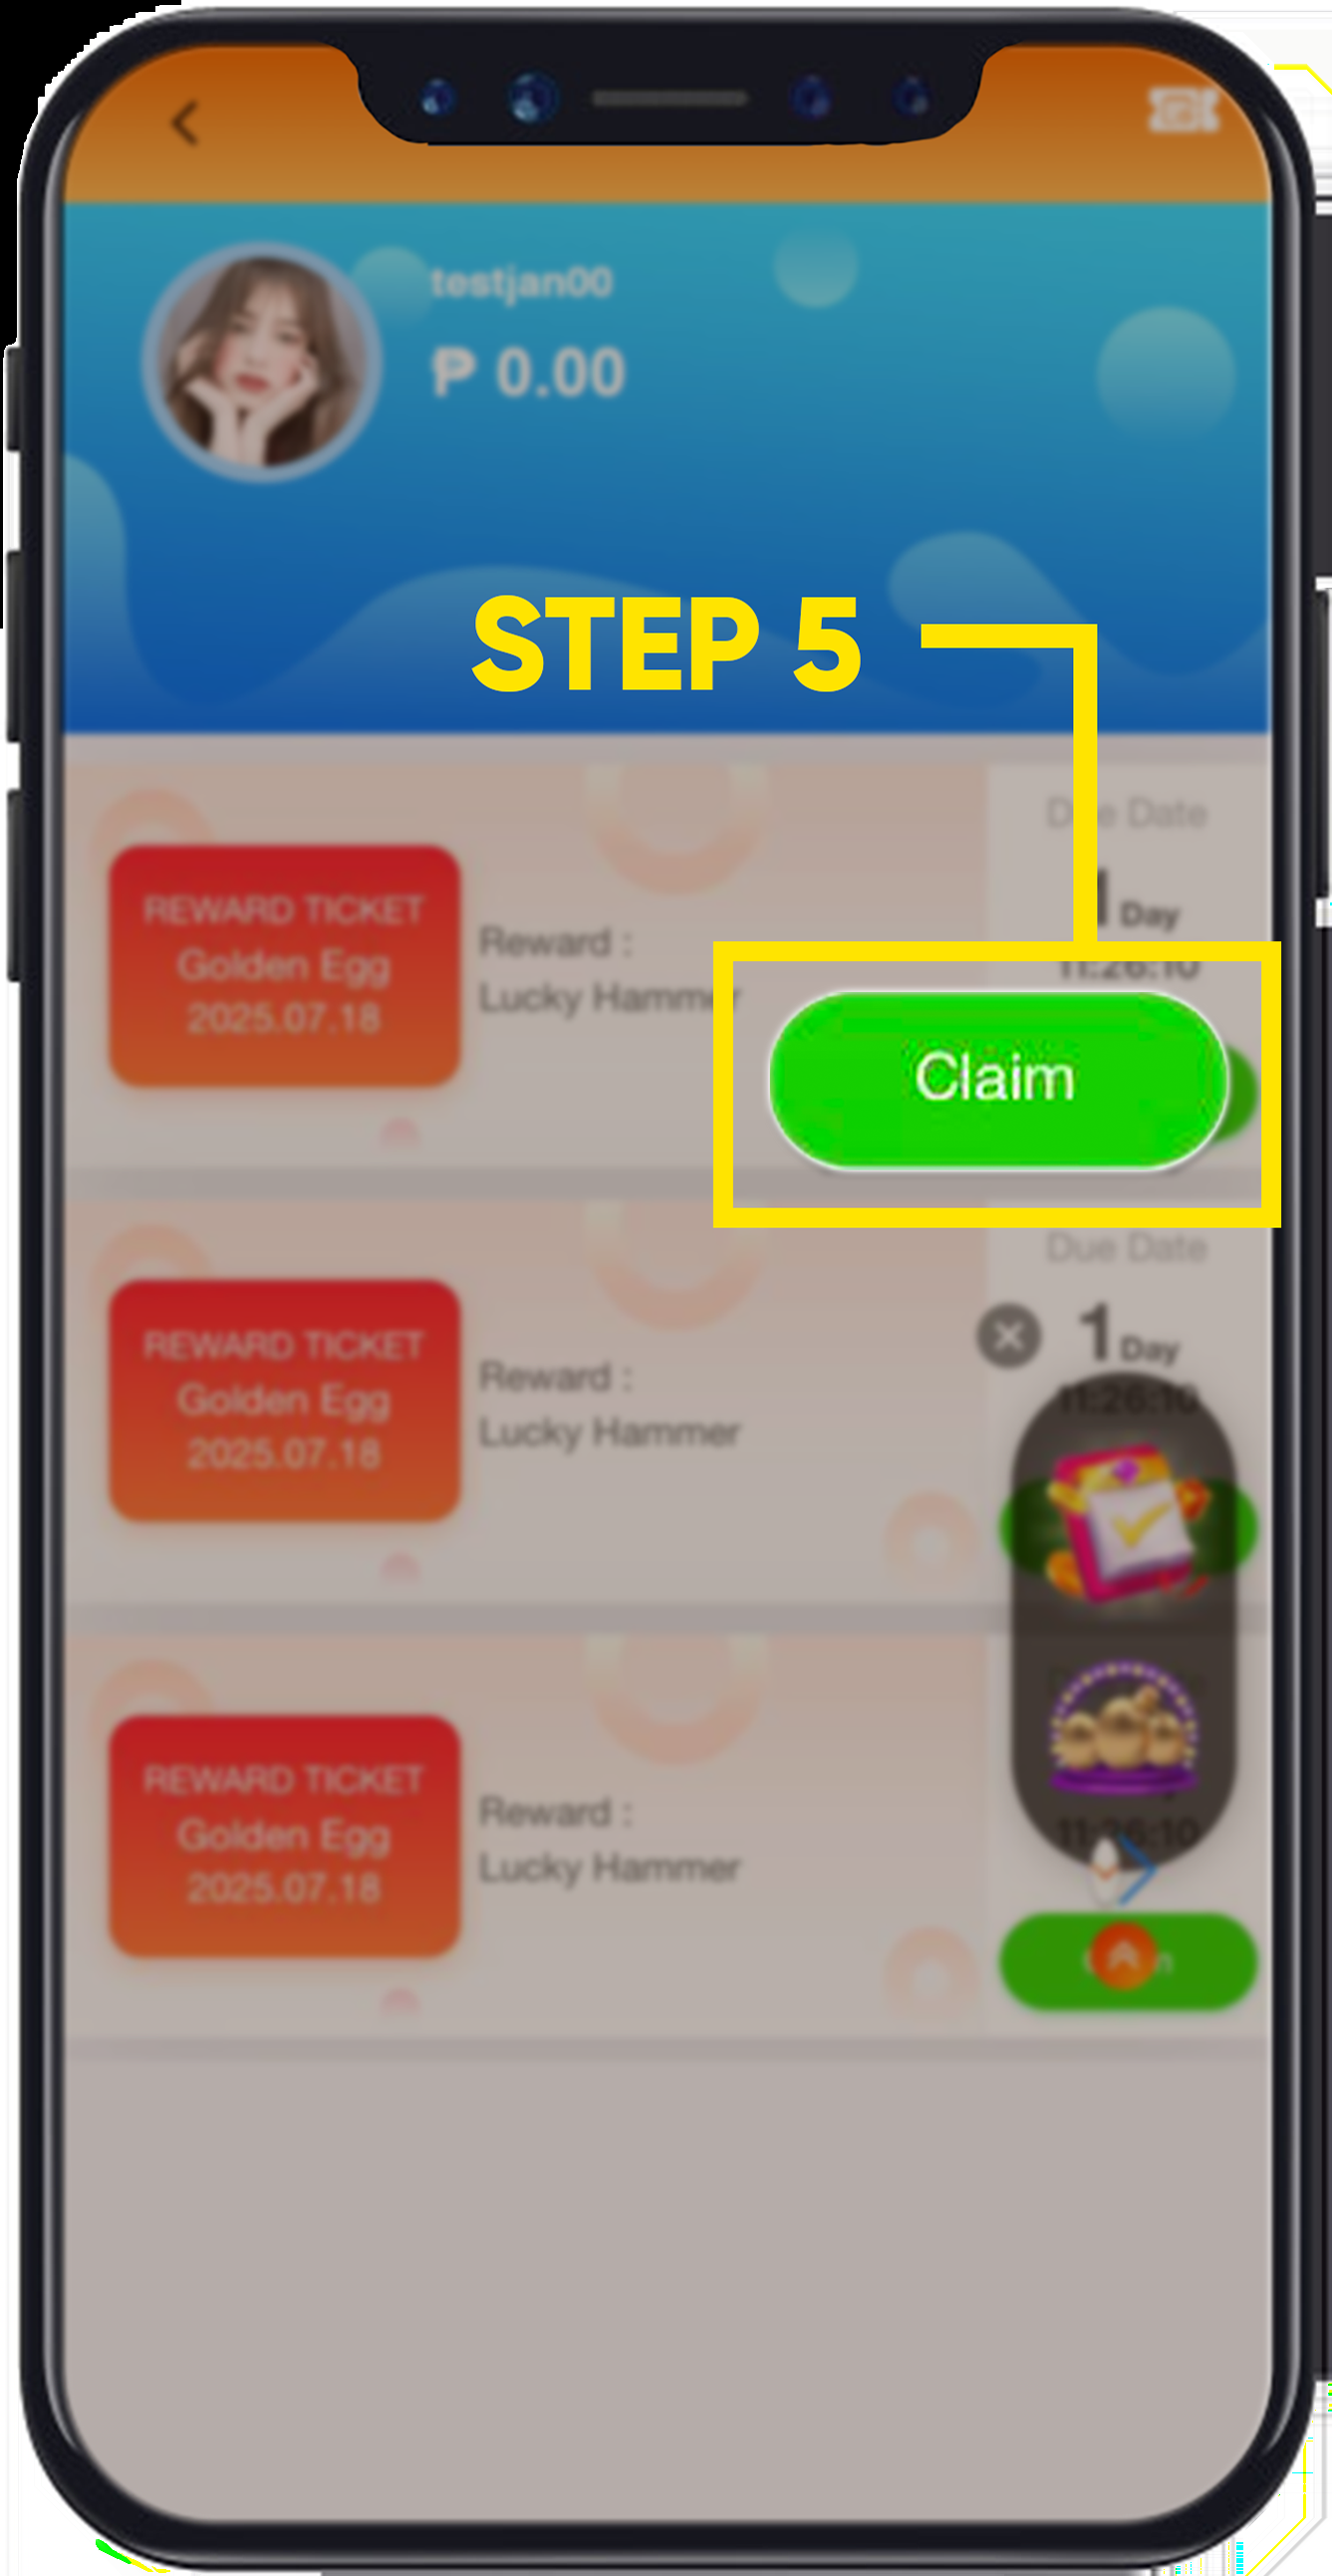 testjan00
₱ 0.00
STEP 5
Due Date
REWARD TICKET
Golden Egg
2025.07.18
Reward :
Lucky Hammer
1 Day
11:26:10
Claim
Due Date
REWARD TICKET
Golden Egg
2025.07.18
Reward :
Lucky Hammer
1 Day
11:26:10
REWARD TICKET
Golden Egg
2025.07.18
Reward :
Lucky Hammer
11:26:10